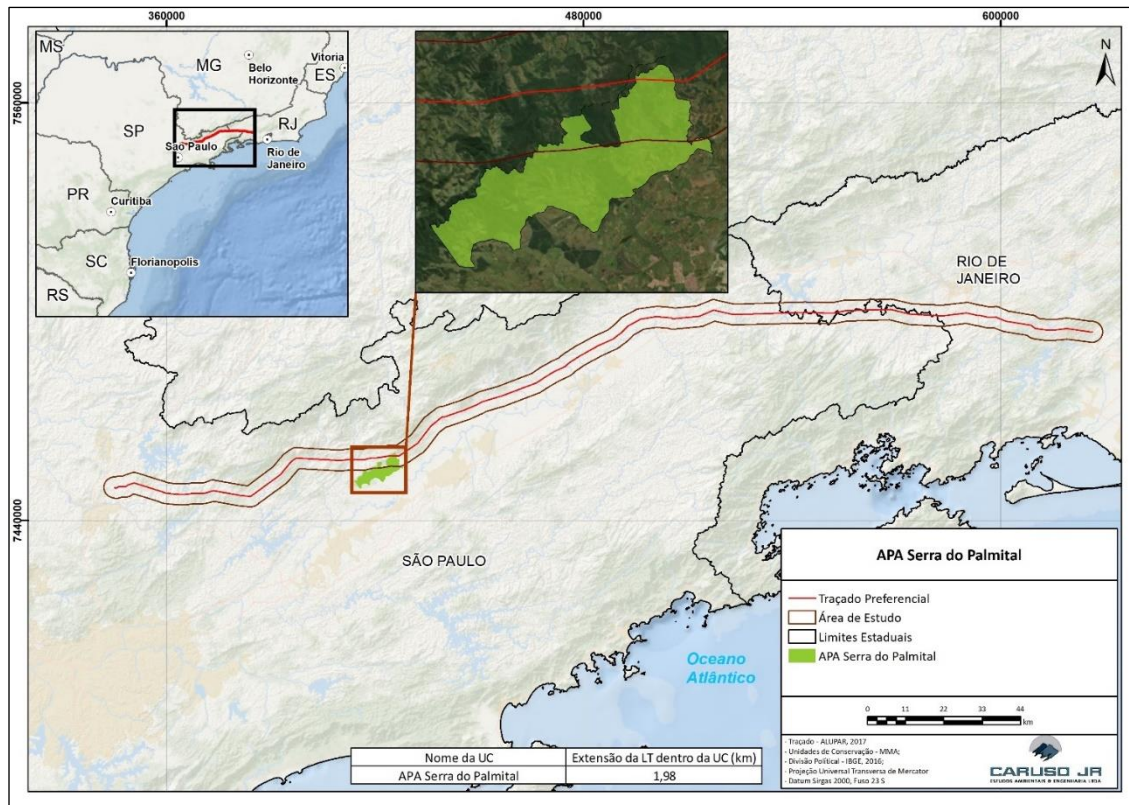 360000
480000
600000
7560000
7440000
MS
MG
Belo
Horizonte
Vitoria
ES
SP
RJ
São Paulo
Rio de
Janeiro
PR
Curitiba
SC
Florianopolis
RS
N
RIO DE
JANEIRO
SÃO PAULO
Oceano
Atlântico
APA Serra do Palmital
Traçado Preferencial
Área de Estudo
Limites Estaduais
APA Serra do Palmital
0 11 22 33 44
km
- Traçado - ALUPAR, 2017
- Unidades de Conservação - MMA;
- Divisão Political - IBGE, 2016;
- Projeção Universal Transversa de Mercator
- Datum Sirgas 2000, Fuso 23 S
CARUSO JR
ESTUDOS AMBIENTAIS & ENGENHARIA LTDA
Nome da UC Extensão da LT dentro da UC (km)
APA Serra do Palmital 1,98